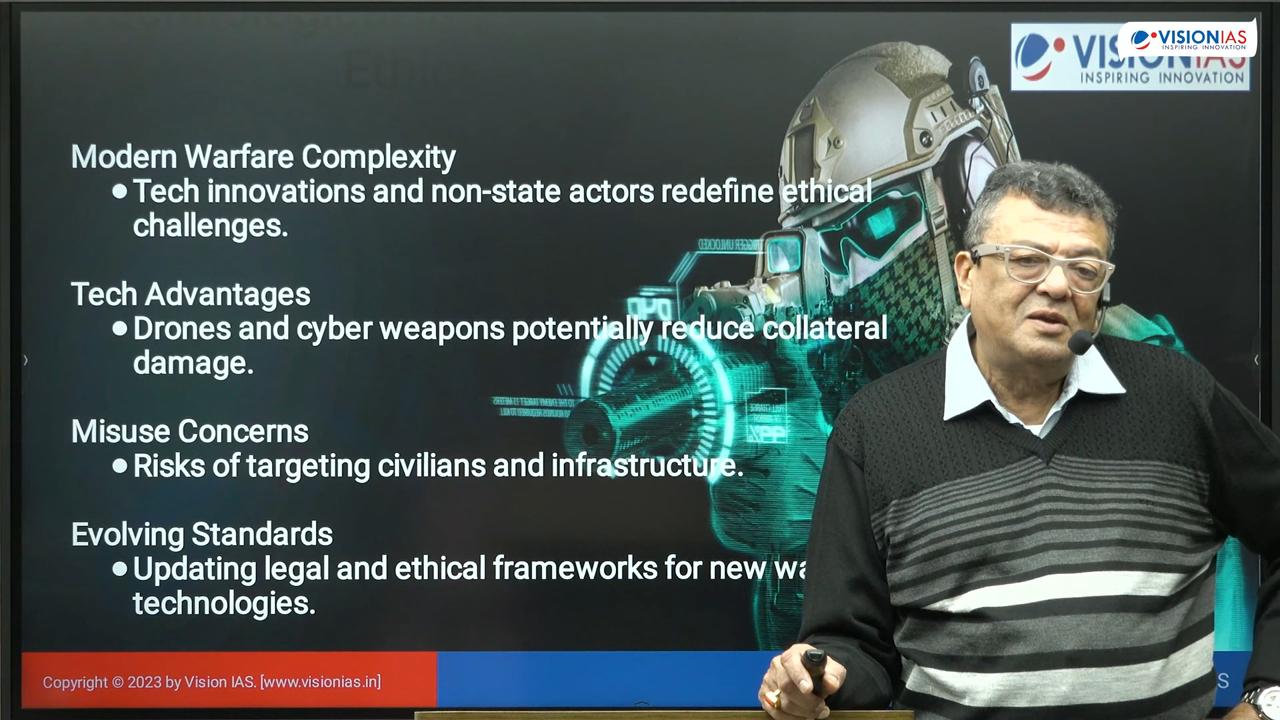 VISIONIAS
INSPIRING INNOVATION
INSPIRING INNOVATION
Modern Warfare Complexity
● Tech innovations and non-state actors redefine ethical
challenges.
Tech Advantages
● Drones and cyber weapons potentially reduce collateral
damage.
Misuse Concerns
● Risks of targeting civilians and infrastructure.
Evolving Standards
● Updating legal and ethical frameworks for new
technologies.
Copyright © 2023 by Vision IAS. [www.visionias.in]